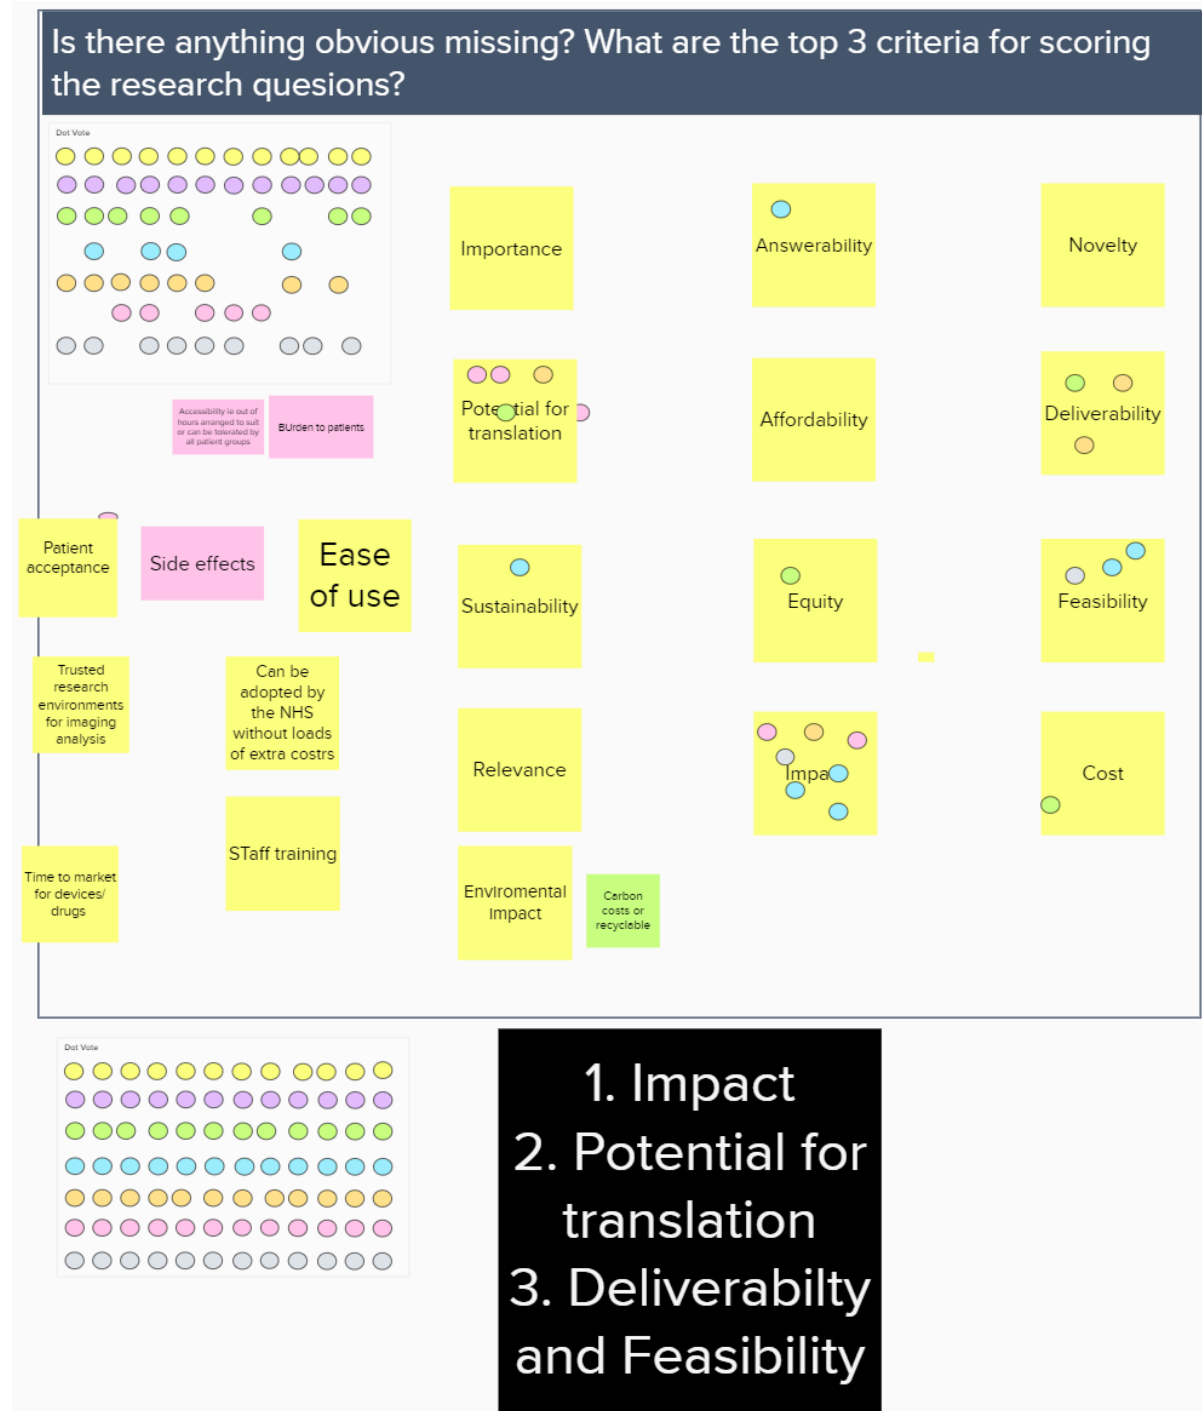 Is there anything obvious missing? What are the top 3 criteria for scoring
the research quesions?
Dot Vote
Importance
Answerability
Novelty
Accessibility ie out of
hours arranged to suit
or can be tolerated by
all patient groups
BUrden to patients
Potential for
translation
Affordability
Deliverability
Patient
acceptance
Side effects
Ease
of use
Sustainability
Equity
Feasibility
Trusted
research
environments
for imaging
analysis
Can be
adopted by
the NHS
without loads
of extra costrs
Relevance
Impact
Cost
STaff training
Time to market
for devices/
drugs
Enviromental
impact
Carbon
costs or
recyclable
Dot Vote
1. Impact
2. Potential for
translation
3. Deliverabilty
and Feasibility